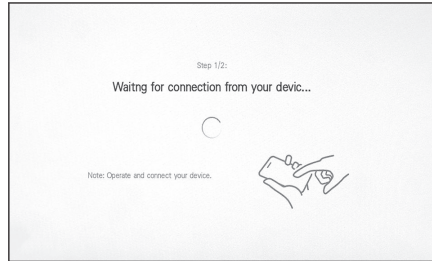 Step 1/2:
Waitng for connection from your devic...
Note: Operate and connect your device.